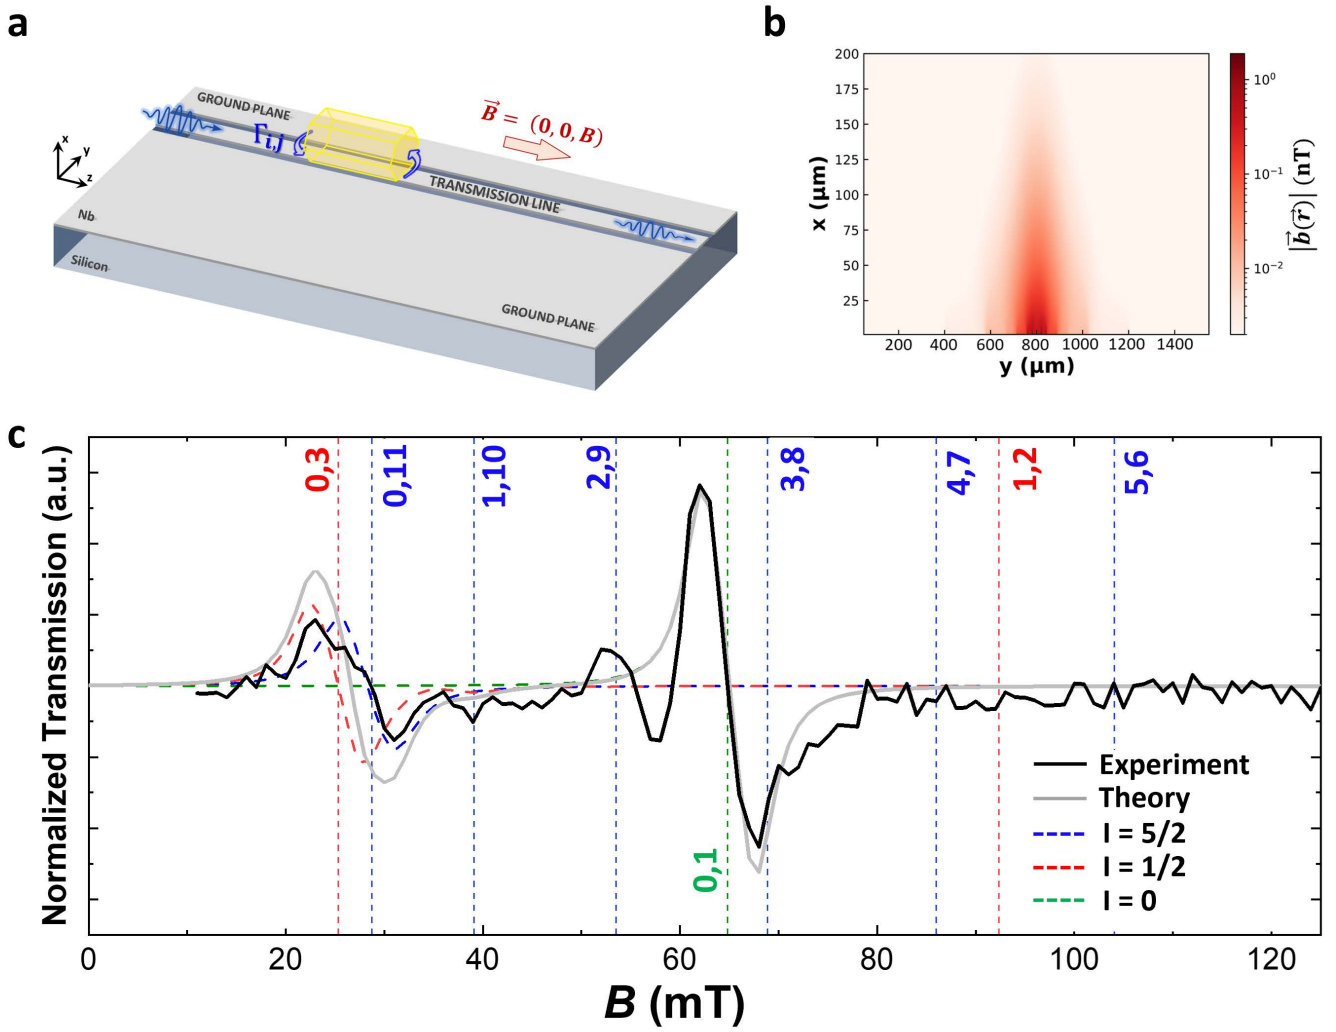 a
GROUND PLANE
Γi,j
B⃗ = (0, 0, B)
x
y
z
TRANSMISSION LINE
Nb
Silicon
GROUND PLANE
b
200
175
150
125
100
75
50
25
x (μm)
200 400 600 800 1000 1200 1400
y (μm)
10⁰
10⁻¹
10⁻²
|b⃗(r⃗)| (nT)
c
Normalized Transmission (a.u.)
0,3
0,11
1,10
2,9
0,1
3,8
4,7
1,2
5,6
Experiment
Theory
I = 5/2
I = 1/2
I = 0
0 20 40 60 80 100 120
B (mT)